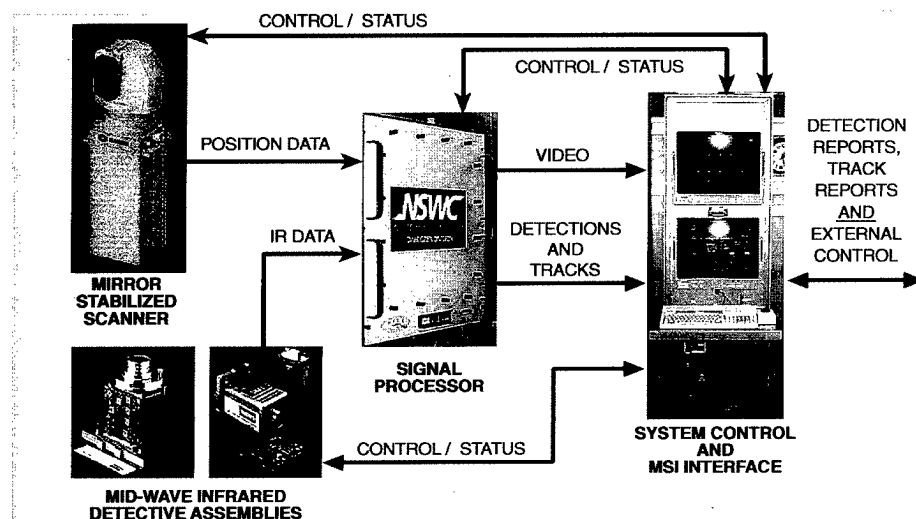 CONTROL / STATUS
CONTROL / STATUS
POSITION DATA
VIDEO
DETECTION
REPORTS,
TRACK
REPORTS
AND
EXTERNAL
CONTROL
NSWC
IR DATA
DETECTIONS
AND
TRACKS
MIRROR
STABILIZED
SCANNER
SIGNAL
PROCESSOR
CONTROL / STATUS
SYSTEM CONTROL
AND
MSI INTERFACE
MID-WAVE INFRARED
DETECTIVE ASSEMBLIES